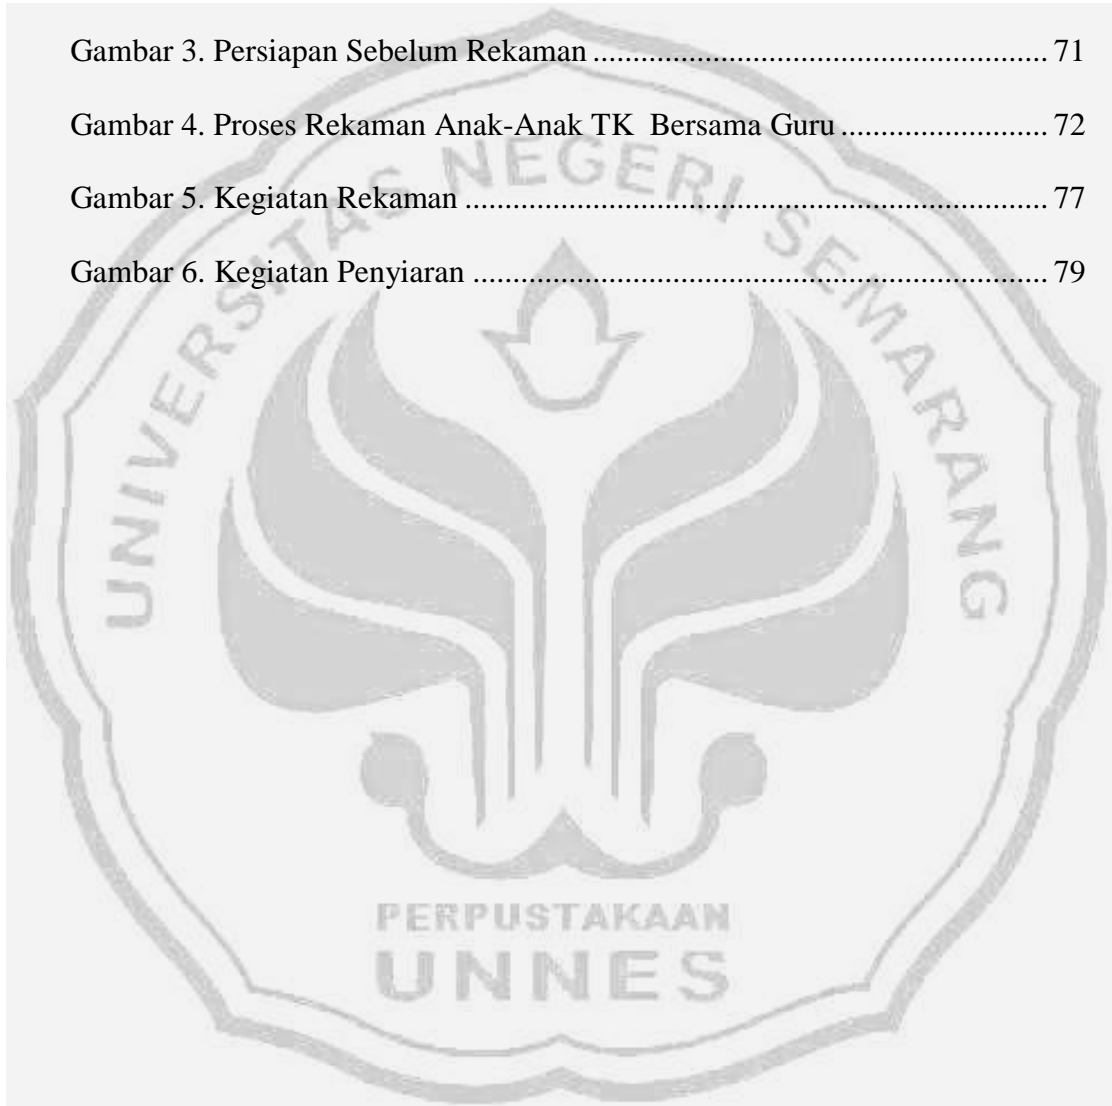 Gambar 3. Persiapan Sebelum Rekaman ........................................................ 71
Gambar 4. Proses Rekaman Anak-Anak TK Bersama Guru .......................... 72
Gambar 5. Kegiatan Rekaman ........................................................................ 77
Gambar 6. Kegiatan Penyiaran ....................................................................... 79
UNIVERSITAS NEGERI SEMARANG
PERPUSTAKAAN
UNNES